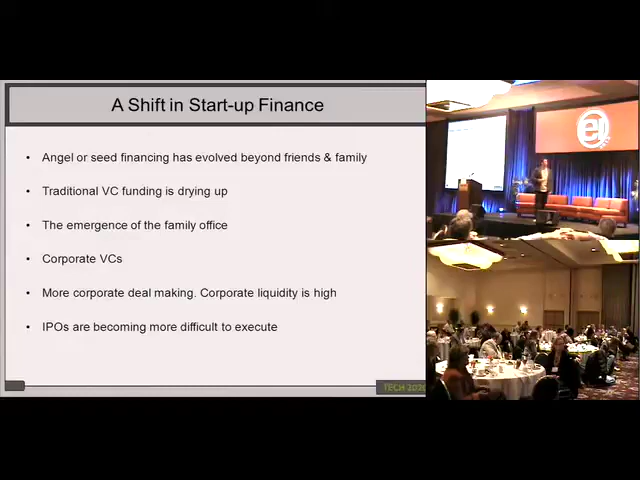 A Shift in Start-up Finance
• Angel or seed financing has evolved beyond friends & family
• Traditional VC funding is drying up
• The emergence of the family office
• Corporate VCs
• More corporate deal making. Corporate liquidity is high
• IPOs are becoming more difficult to execute
TECH 2020